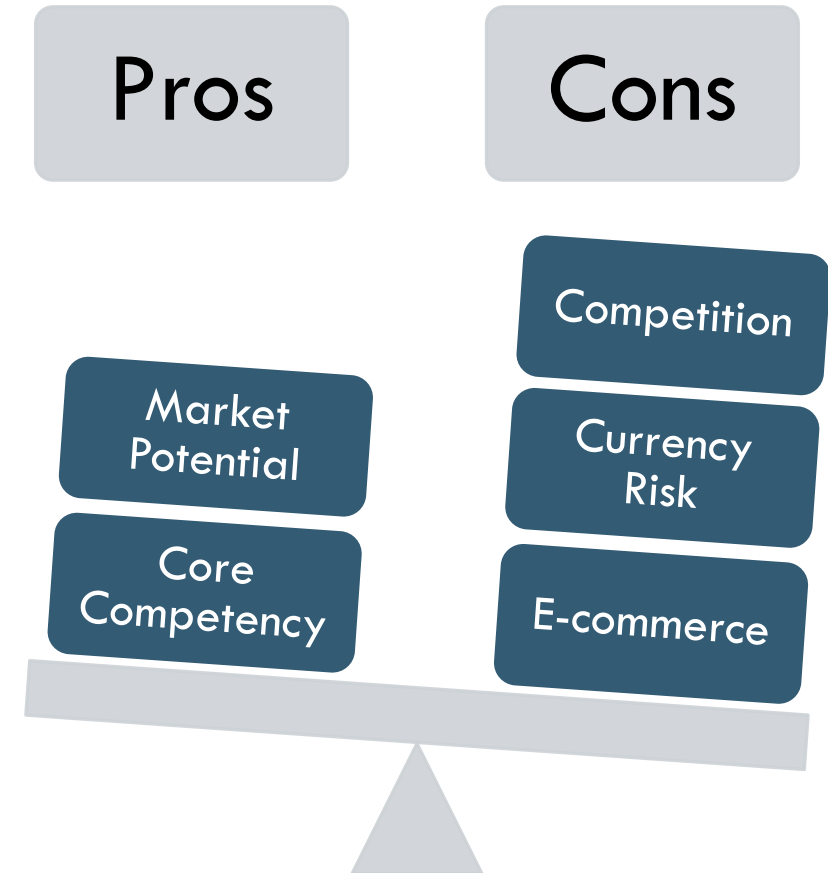 Pros
Cons
Market
Potential
Core
Competency
Competition
Currency
Risk
E-commerce